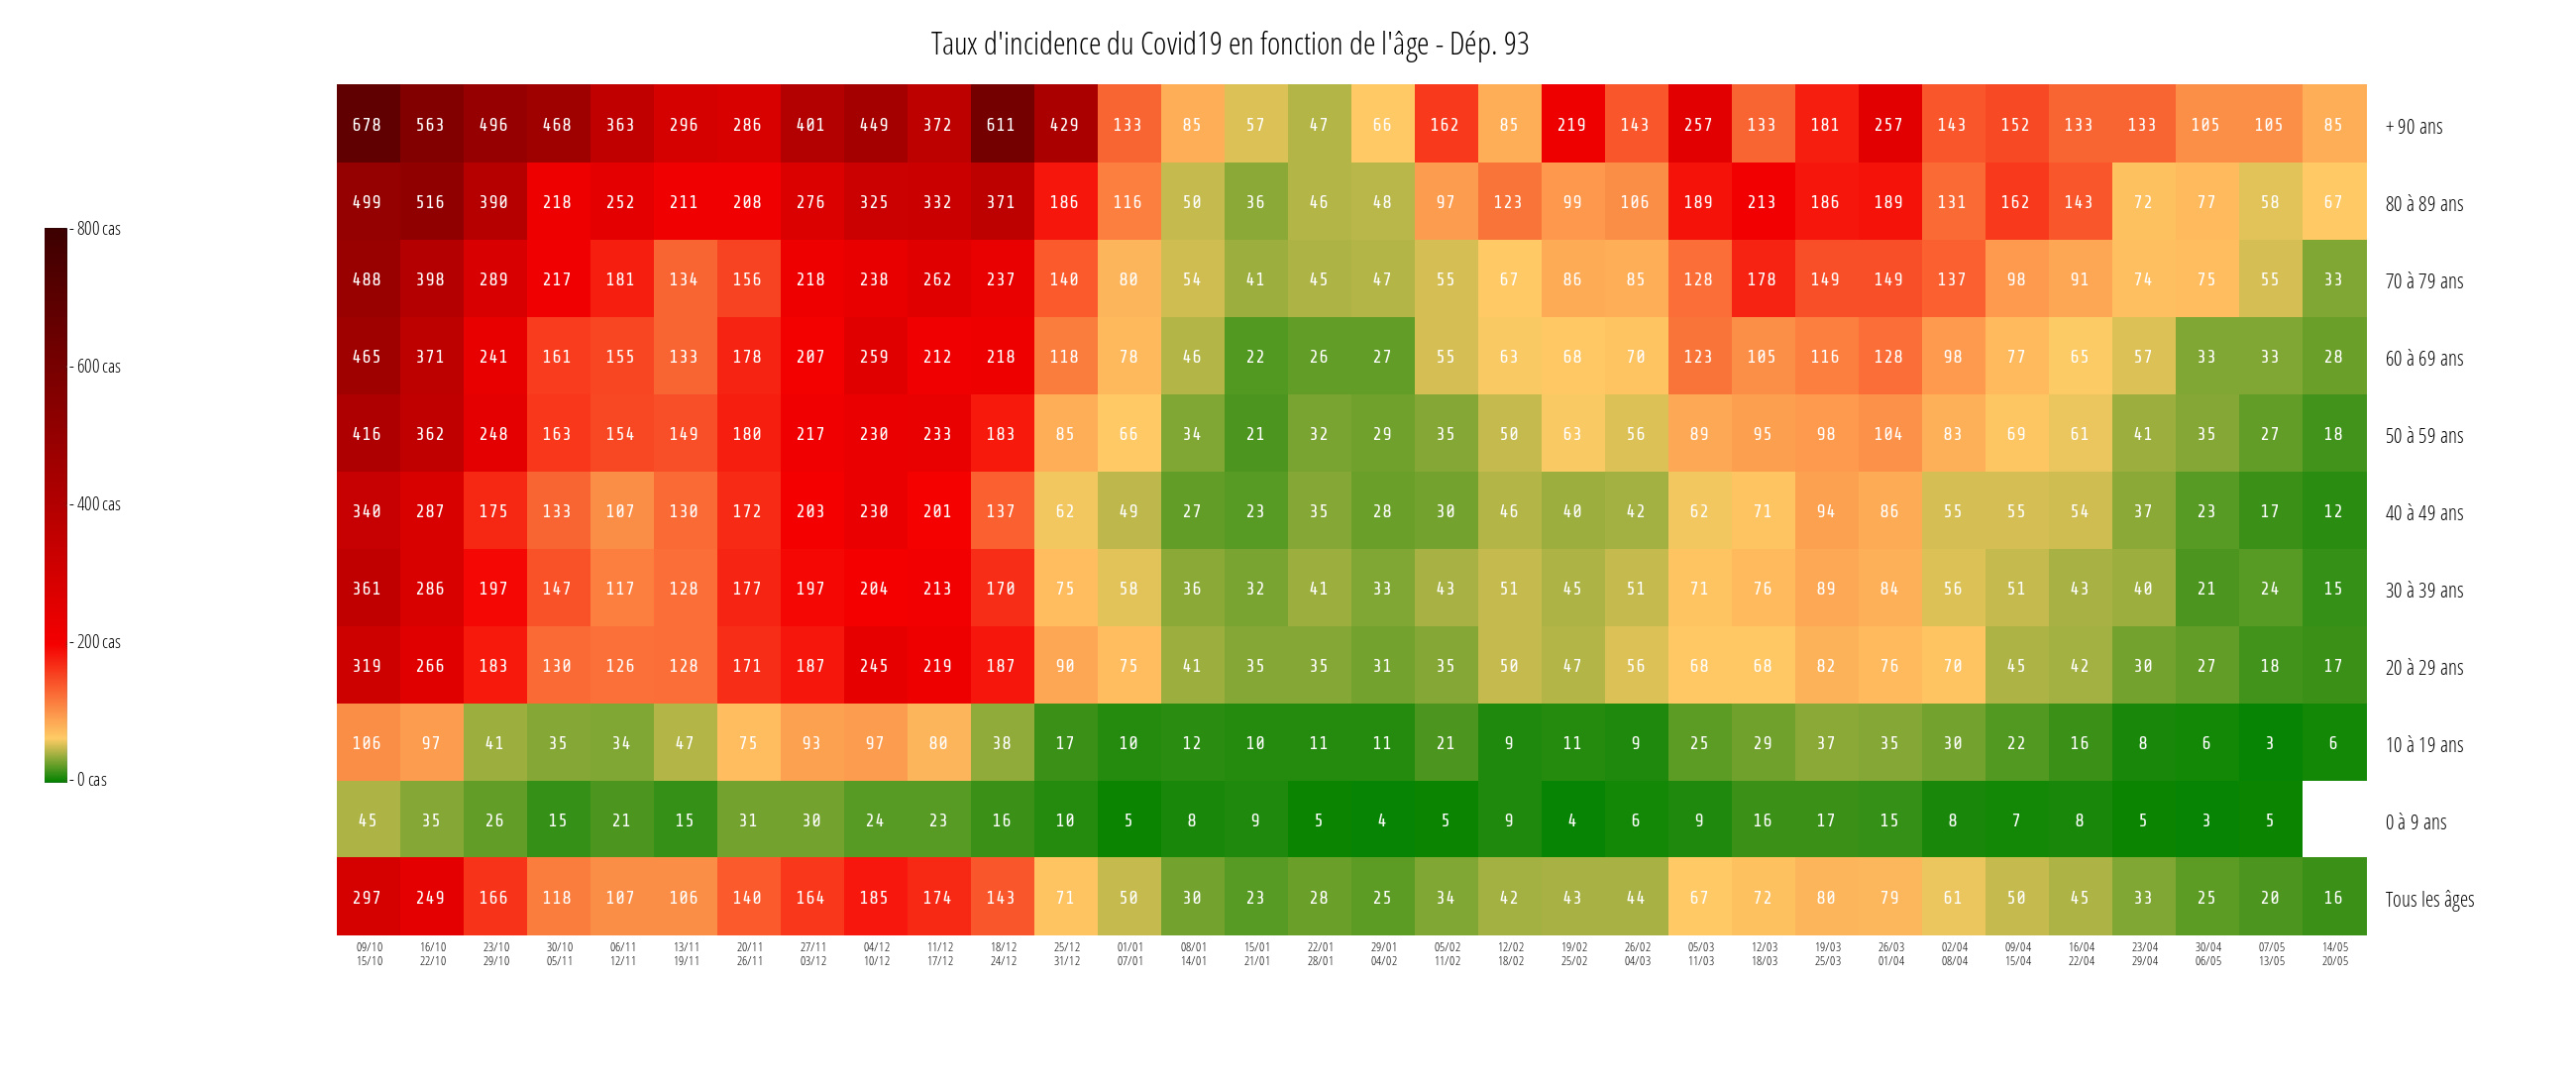 Taux d'incidence du Covid19 en fonction de l'âge - Dép. 93
- 800 cas
- 600 cas
- 400 cas
- 200 cas
- 0 cas
678 563 496 468 363 296 286 401 449 372 611 429 133 85 57 47 66 162 85 219 143 257 133 181 257 143 152 133 133 105 105 85 + 90 ans
499 516 390 218 252 211 208 276 325 332 371 186 116 50 36 46 48 97 123 99 106 189 213 186 189 131 162 143 72 77 58 67 80 à 89 ans
488 398 289 217 181 134 156 218 238 262 237 140 80 54 41 45 47 55 67 86 85 128 178 149 149 137 98 91 74 75 55 33 70 à 79 ans
465 371 241 161 155 133 178 207 259 212 218 118 78 46 22 26 27 55 63 68 70 123 105 116 128 98 77 65 57 33 33 28 60 à 69 ans
416 362 248 163 154 149 180 217 230 233 183 85 66 34 21 32 29 35 50 63 56 89 95 98 104 83 69 61 41 35 27 18 50 à 59 ans
340 287 175 133 107 130 172 203 230 201 137 62 49 27 23 35 28 30 46 40 42 62 71 94 86 55 55 54 37 23 17 12 40 à 49 ans
361 286 197 147 117 128 177 197 204 213 170 75 58 36 32 41 33 43 51 45 51 71 76 89 84 56 51 43 40 21 24 15 30 à 39 ans
319 266 183 130 126 128 171 187 245 219 187 90 75 41 35 35 31 35 50 47 56 68 68 82 76 70 45 42 30 27 18 17 20 à 29 ans
106 97 41 35 34 47 75 93 97 80 38 17 10 12 10 11 11 21 9 11 9 25 29 37 35 30 22 16 8 6 3 6 10 à 19 ans
45 35 26 15 21 15 31 30 24 23 16 10 5 8 9 5 4 5 9 4 6 9 16 17 15 8 7 8 5 3 5 0 à 9 ans
297 249 166 118 107 106 140 164 185 174 143 71 50 30 23 28 25 34 42 43 44 67 72 80 79 61 50 45 33 25 20 16 Tous les âges
09/10 16/10 23/10 30/10 06/11 13/11 20/11 27/11 04/12 11/12 18/12 25/12 01/01 08/01 15/01 22/01 29/01 05/02 12/02 19/02 26/02 05/03 12/03 19/03 26/03 02/04 09/04 16/04 23/04 30/04 07/05 14/05
15/10 22/10 29/10 05/11 12/11 19/11 26/11 03/12 10/12 17/12 24/12 31/12 07/01 14/01 21/01 28/01 04/02 11/02 18/02 25/02 04/03 11/03 18/03 25/03 01/04 08/04 15/04 22/04 29/04 06/05 13/05 20/05